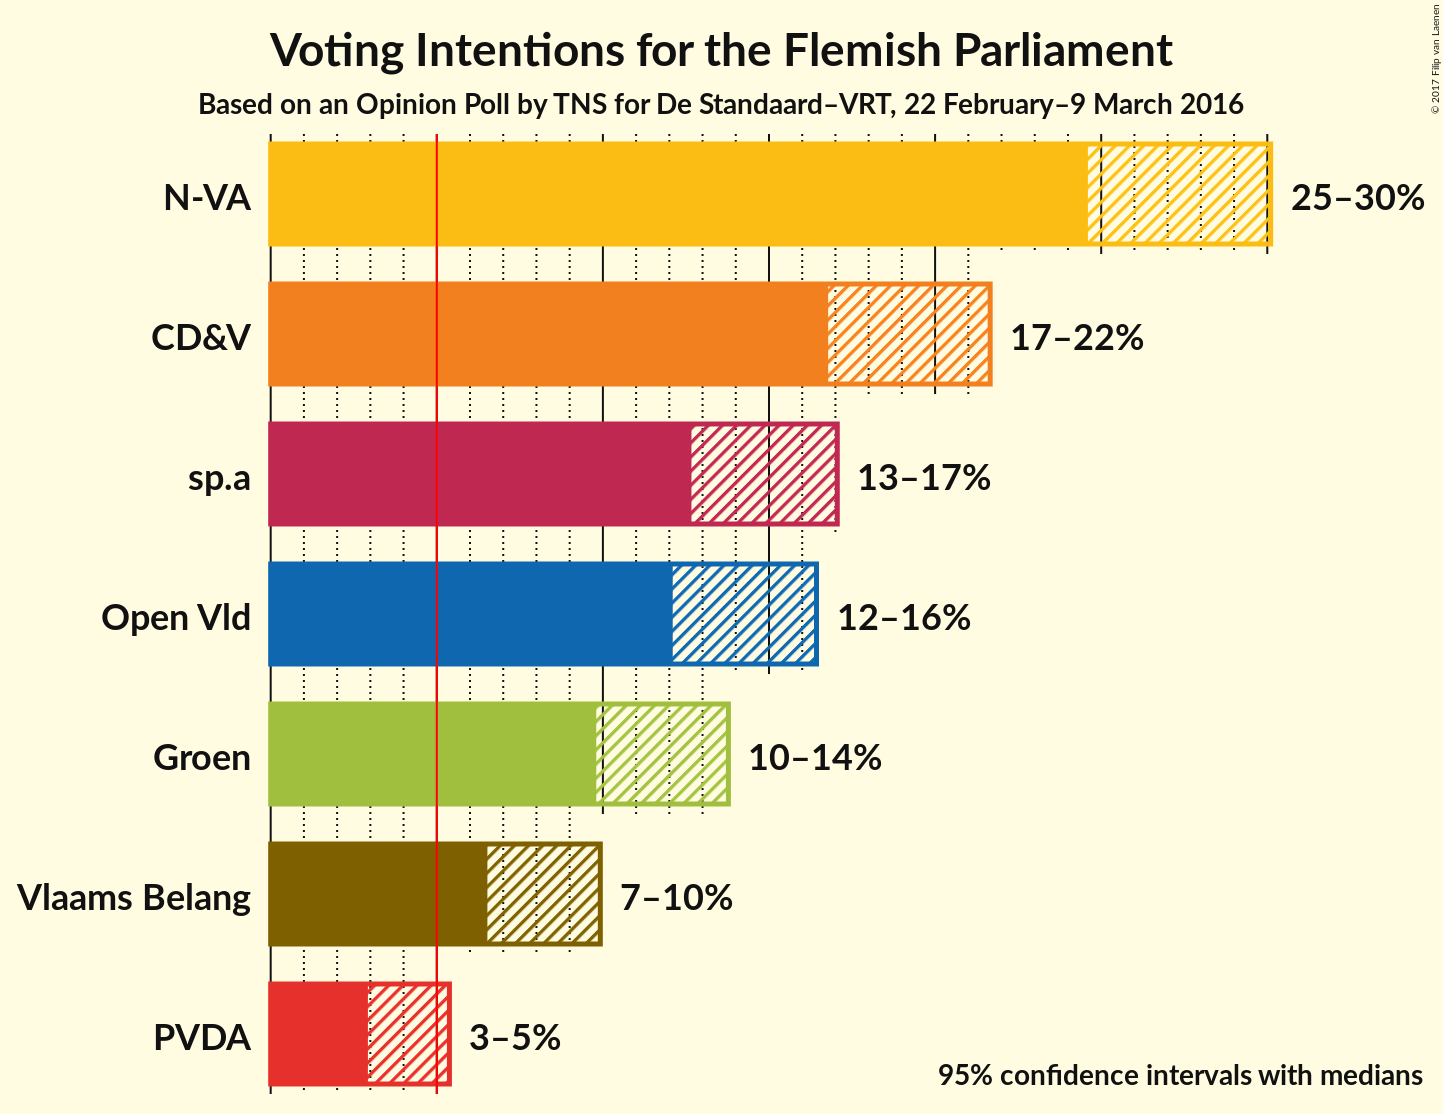 Voting Intentions for the Flemish Parliament
Based on an Opinion Poll by TNS for De Standaard–VRT, 22 February–9 March 2016
© 2017 Filip van Laenen
N-VA
25–30%
CD&V
17–22%
sp.a
13–17%
Open Vld
12–16%
Groen
10–14%
Vlaams Belang
7–10%
PVDA
3–5%
95% confidence intervals with medians